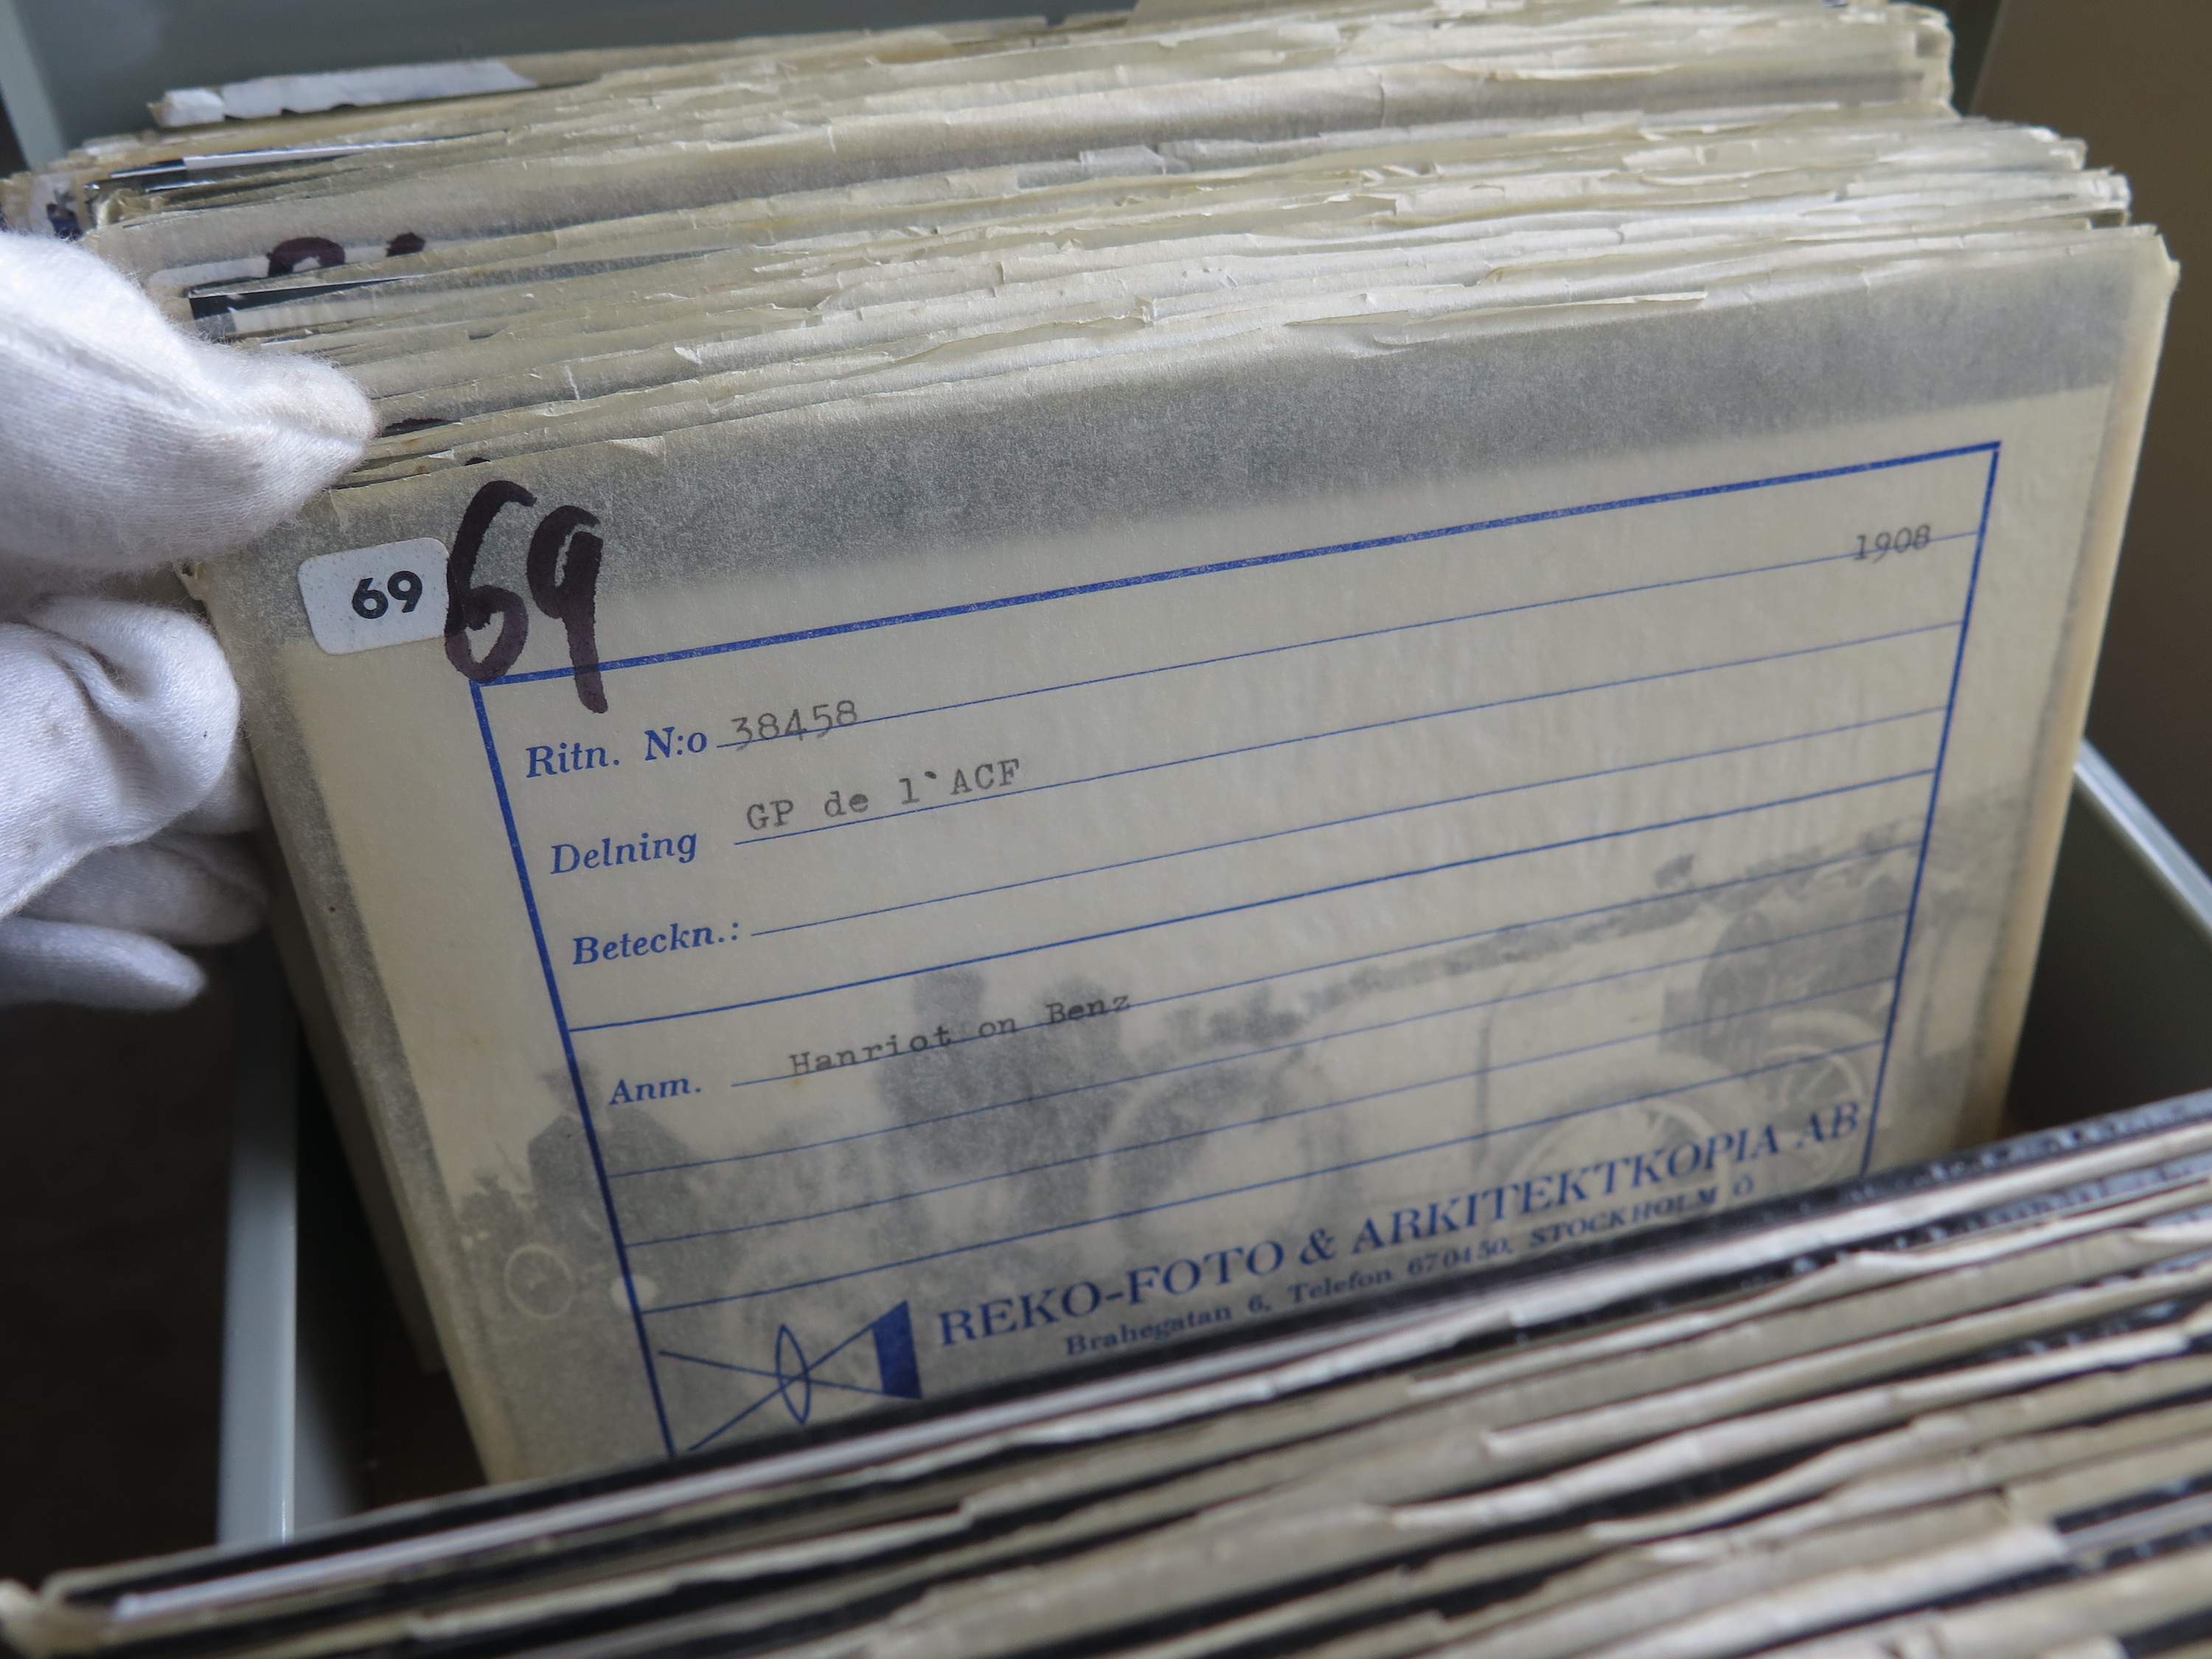 69 69
1908
Ritn. N:o 38458
Delning GP de l`ACF
Beteckn.:
Anm. Hanriot on Benz
REKO-FOTO & ARKITEKTKOPIA AB
Brahegatan 6, Telefon 670450, STOCKHOLM Ö